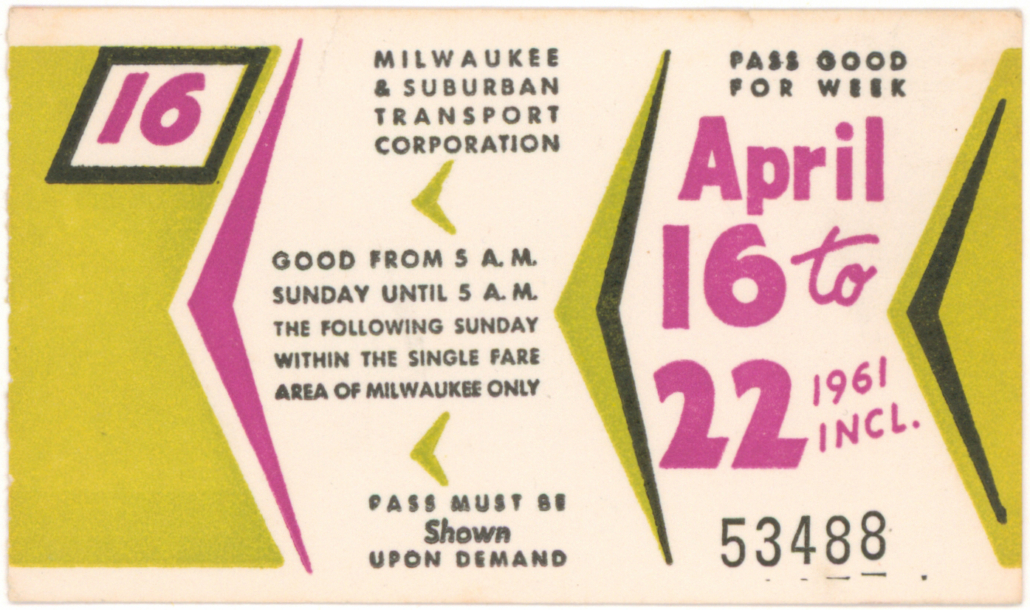 16
MILWAUKEE
& SUBURBAN
TRANSPORT
CORPORATION
GOOD FROM 5 A.M.
SUNDAY UNTIL 5 A.M.
THE FOLLOWING SUNDAY
WITHIN THE SINGLE FARE
AREA OF MILWAUKEE ONLY
PASS MUST BE
Shown
UPON DEMAND
PASS GOOD
FOR WEEK
April
16 to
22 1961
INCL.
53488